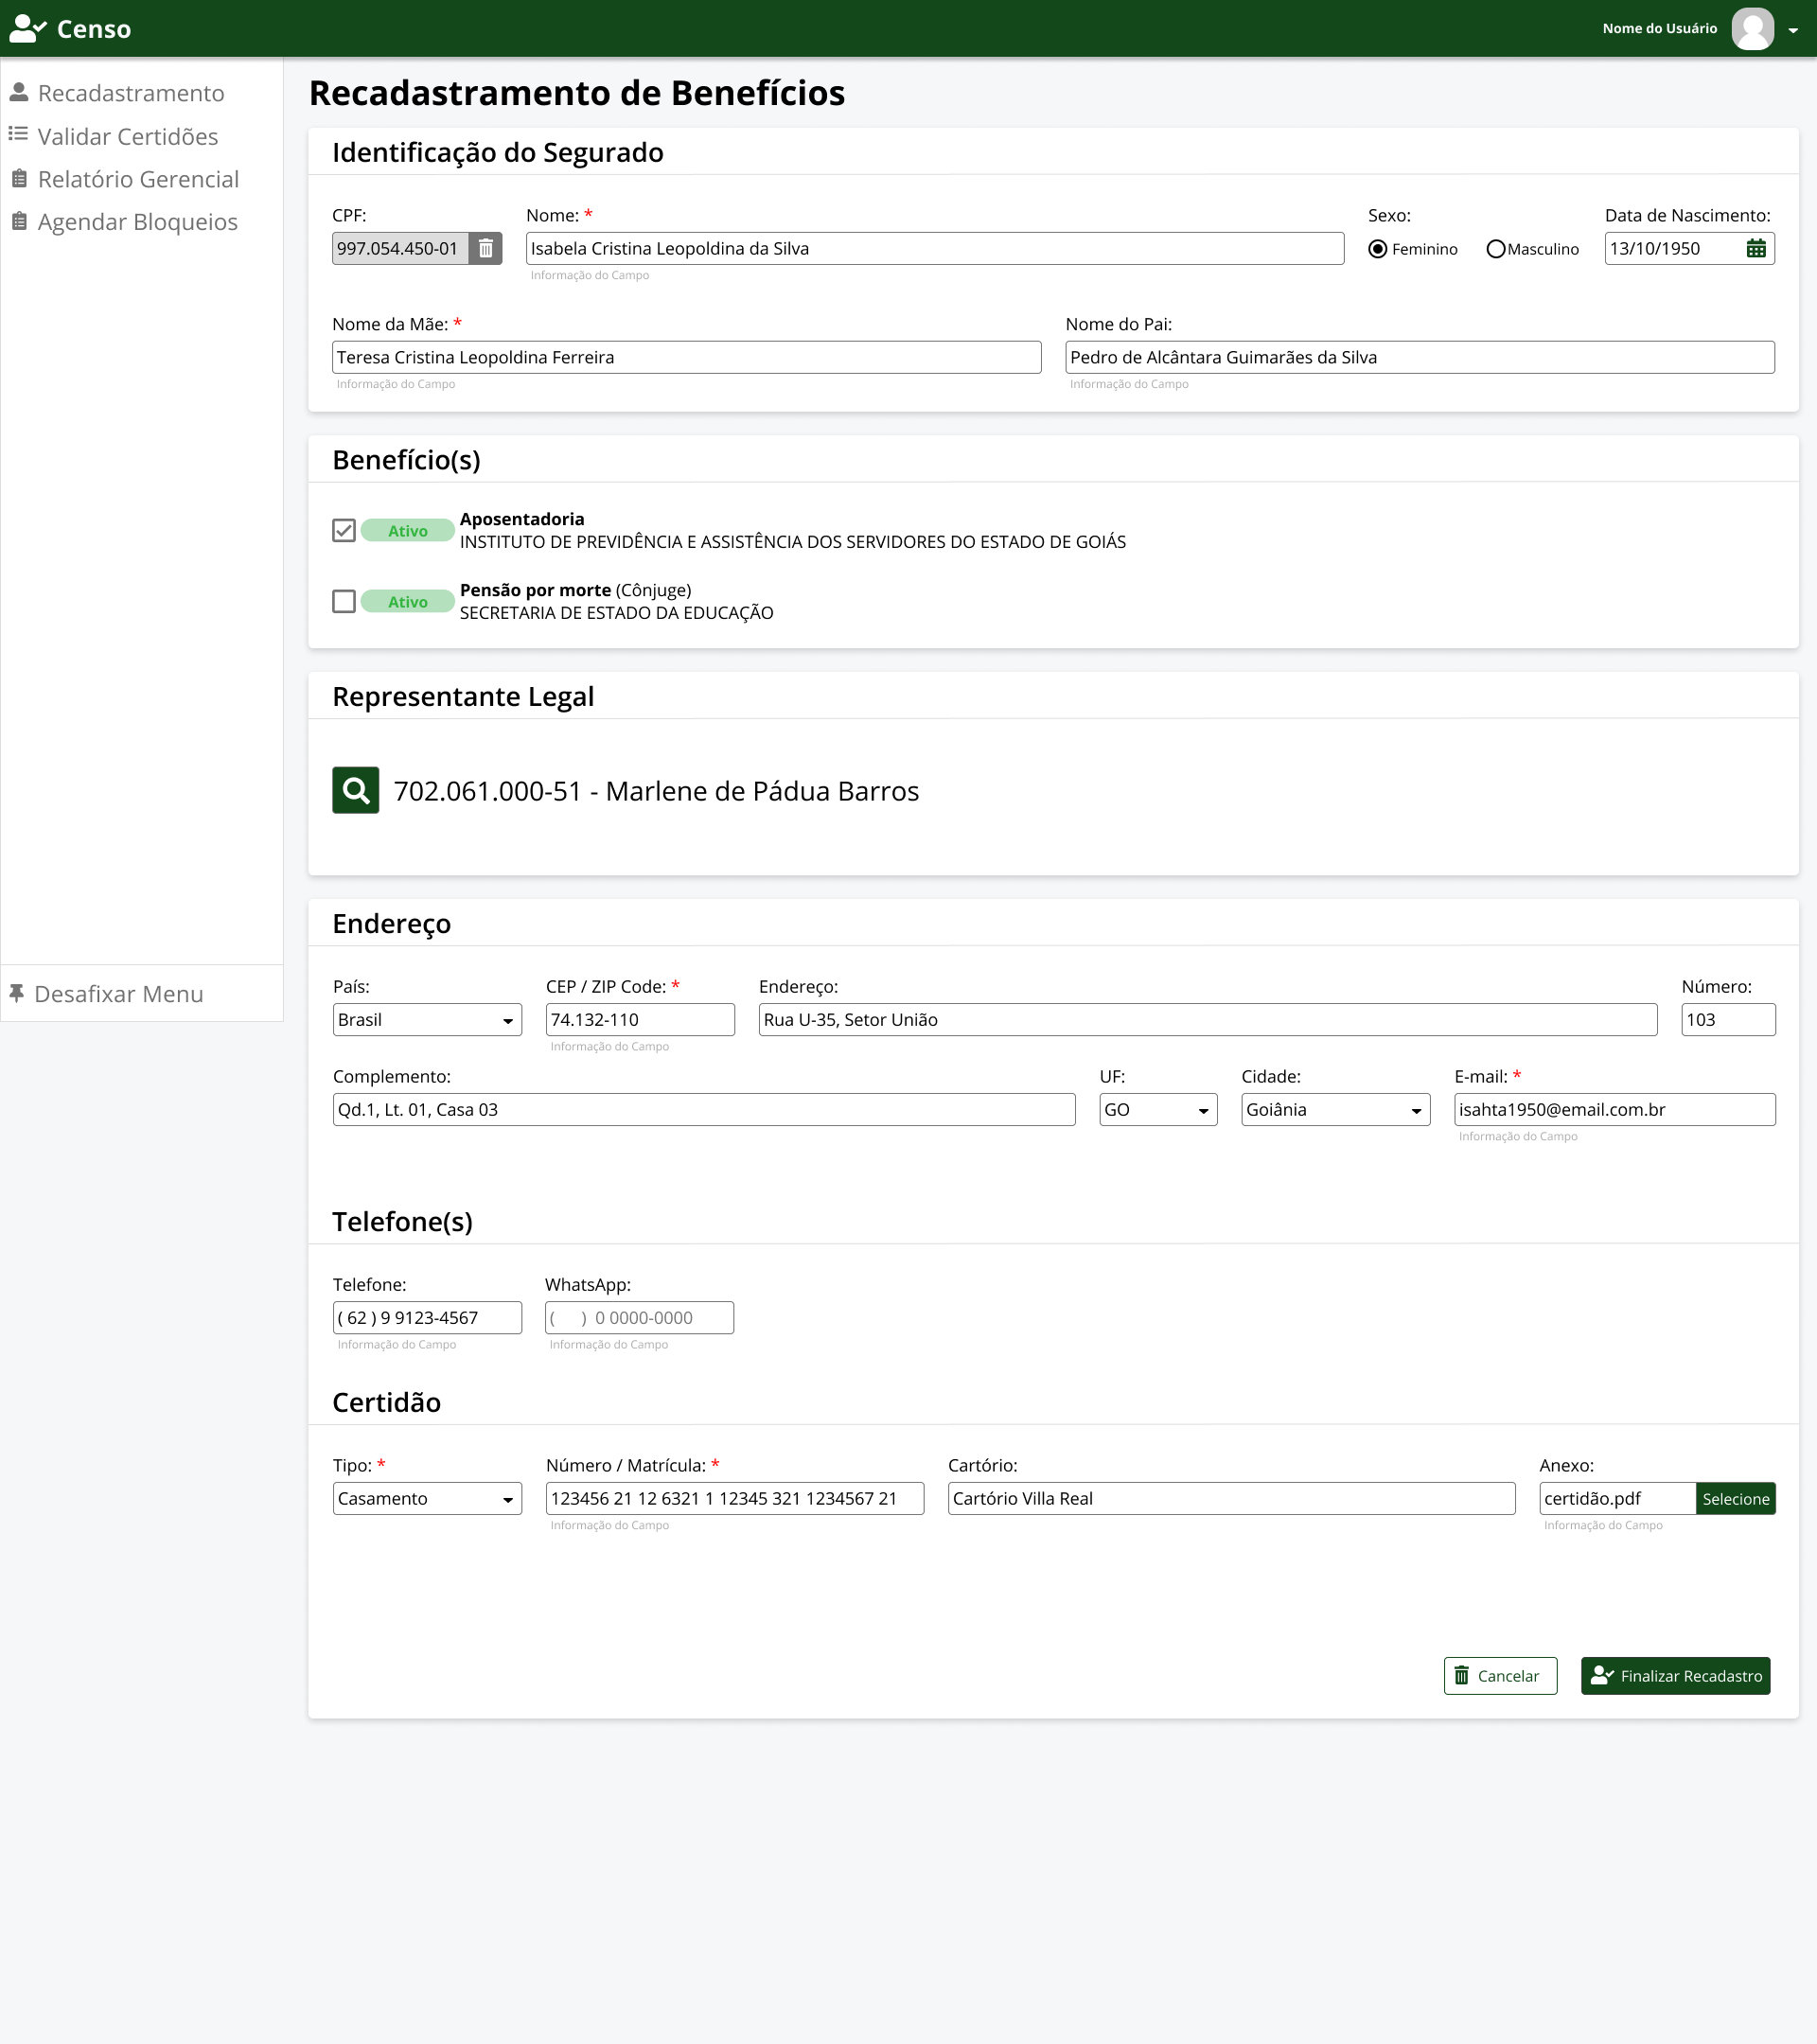 Censo
Nome do Usuário
Recadastramento
Validar Certidões
Relatório Gerencial
Agendar Bloqueios
Desafixar Menu
Recadastramento de Benefícios
Identificação do Segurado
CPF: Nome: * Sexo: Data de Nascimento:
997.054.450-01 Isabela Cristina Leopoldina da Silva Feminino Masculino 13/10/1950
Informação do Campo
Nome da Mãe: * Nome do Pai:
Teresa Cristina Leopoldina Ferreira Pedro de Alcântara Guimarães da Silva
Informação do Campo Informação do Campo
Benefício(s)
Ativo
Aposentadoria
INSTITUTO DE PREVIDÊNCIA E ASSISTÊNCIA DOS SERVIDORES DO ESTADO DE GOIÁS
Ativo
Pensão por morte (Cônjuge)
SECRETARIA DE ESTADO DA EDUCAÇÃO
Representante Legal
702.061.000-51 - Marlene de Pádua Barros
Endereço
País: CEP / ZIP Code: * Endereço: Número:
Brasil 74.132-110 Rua U-35, Setor União 103
Informação do Campo
Complemento: UF: Cidade: E-mail: *
Qd.1, Lt. 01, Casa 03 GO Goiânia isahta1950@email.com.br
Informação do Campo
Telefone(s)
Telefone: WhatsApp:
( 62 ) 9 9123-4567 ( ) 0 0000-0000
Informação do Campo Informação do Campo
Certidão
Tipo: * Número / Matrícula: * Cartório: Anexo:
Casamento 123456 21 12 6321 1 12345 321 1234567 21 Cartório Villa Real certidão.pdf Selecione
Informação do Campo Informação do Campo
Cancelar Finalizar Recadastro